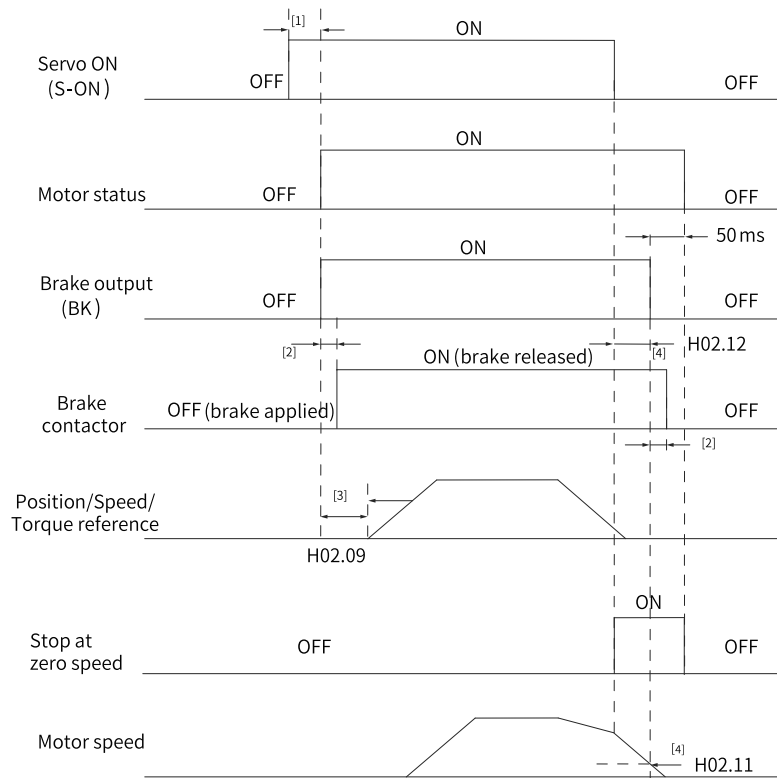 [1]
ON
Servo ON
(S-ON)
OFF
OFF
ON
Motor status
OFF
OFF
50 ms
ON
Brake output
(BK)
OFF
OFF
[2]
[4]
H02.12
ON (brake released)
Brake
contactor
OFF (brake applied)
OFF
[2]
[3]
Position/Speed/
Torque reference
H02.09
ON
Stop at
zero speed
OFF
OFF
Motor speed
[4]
H02.11